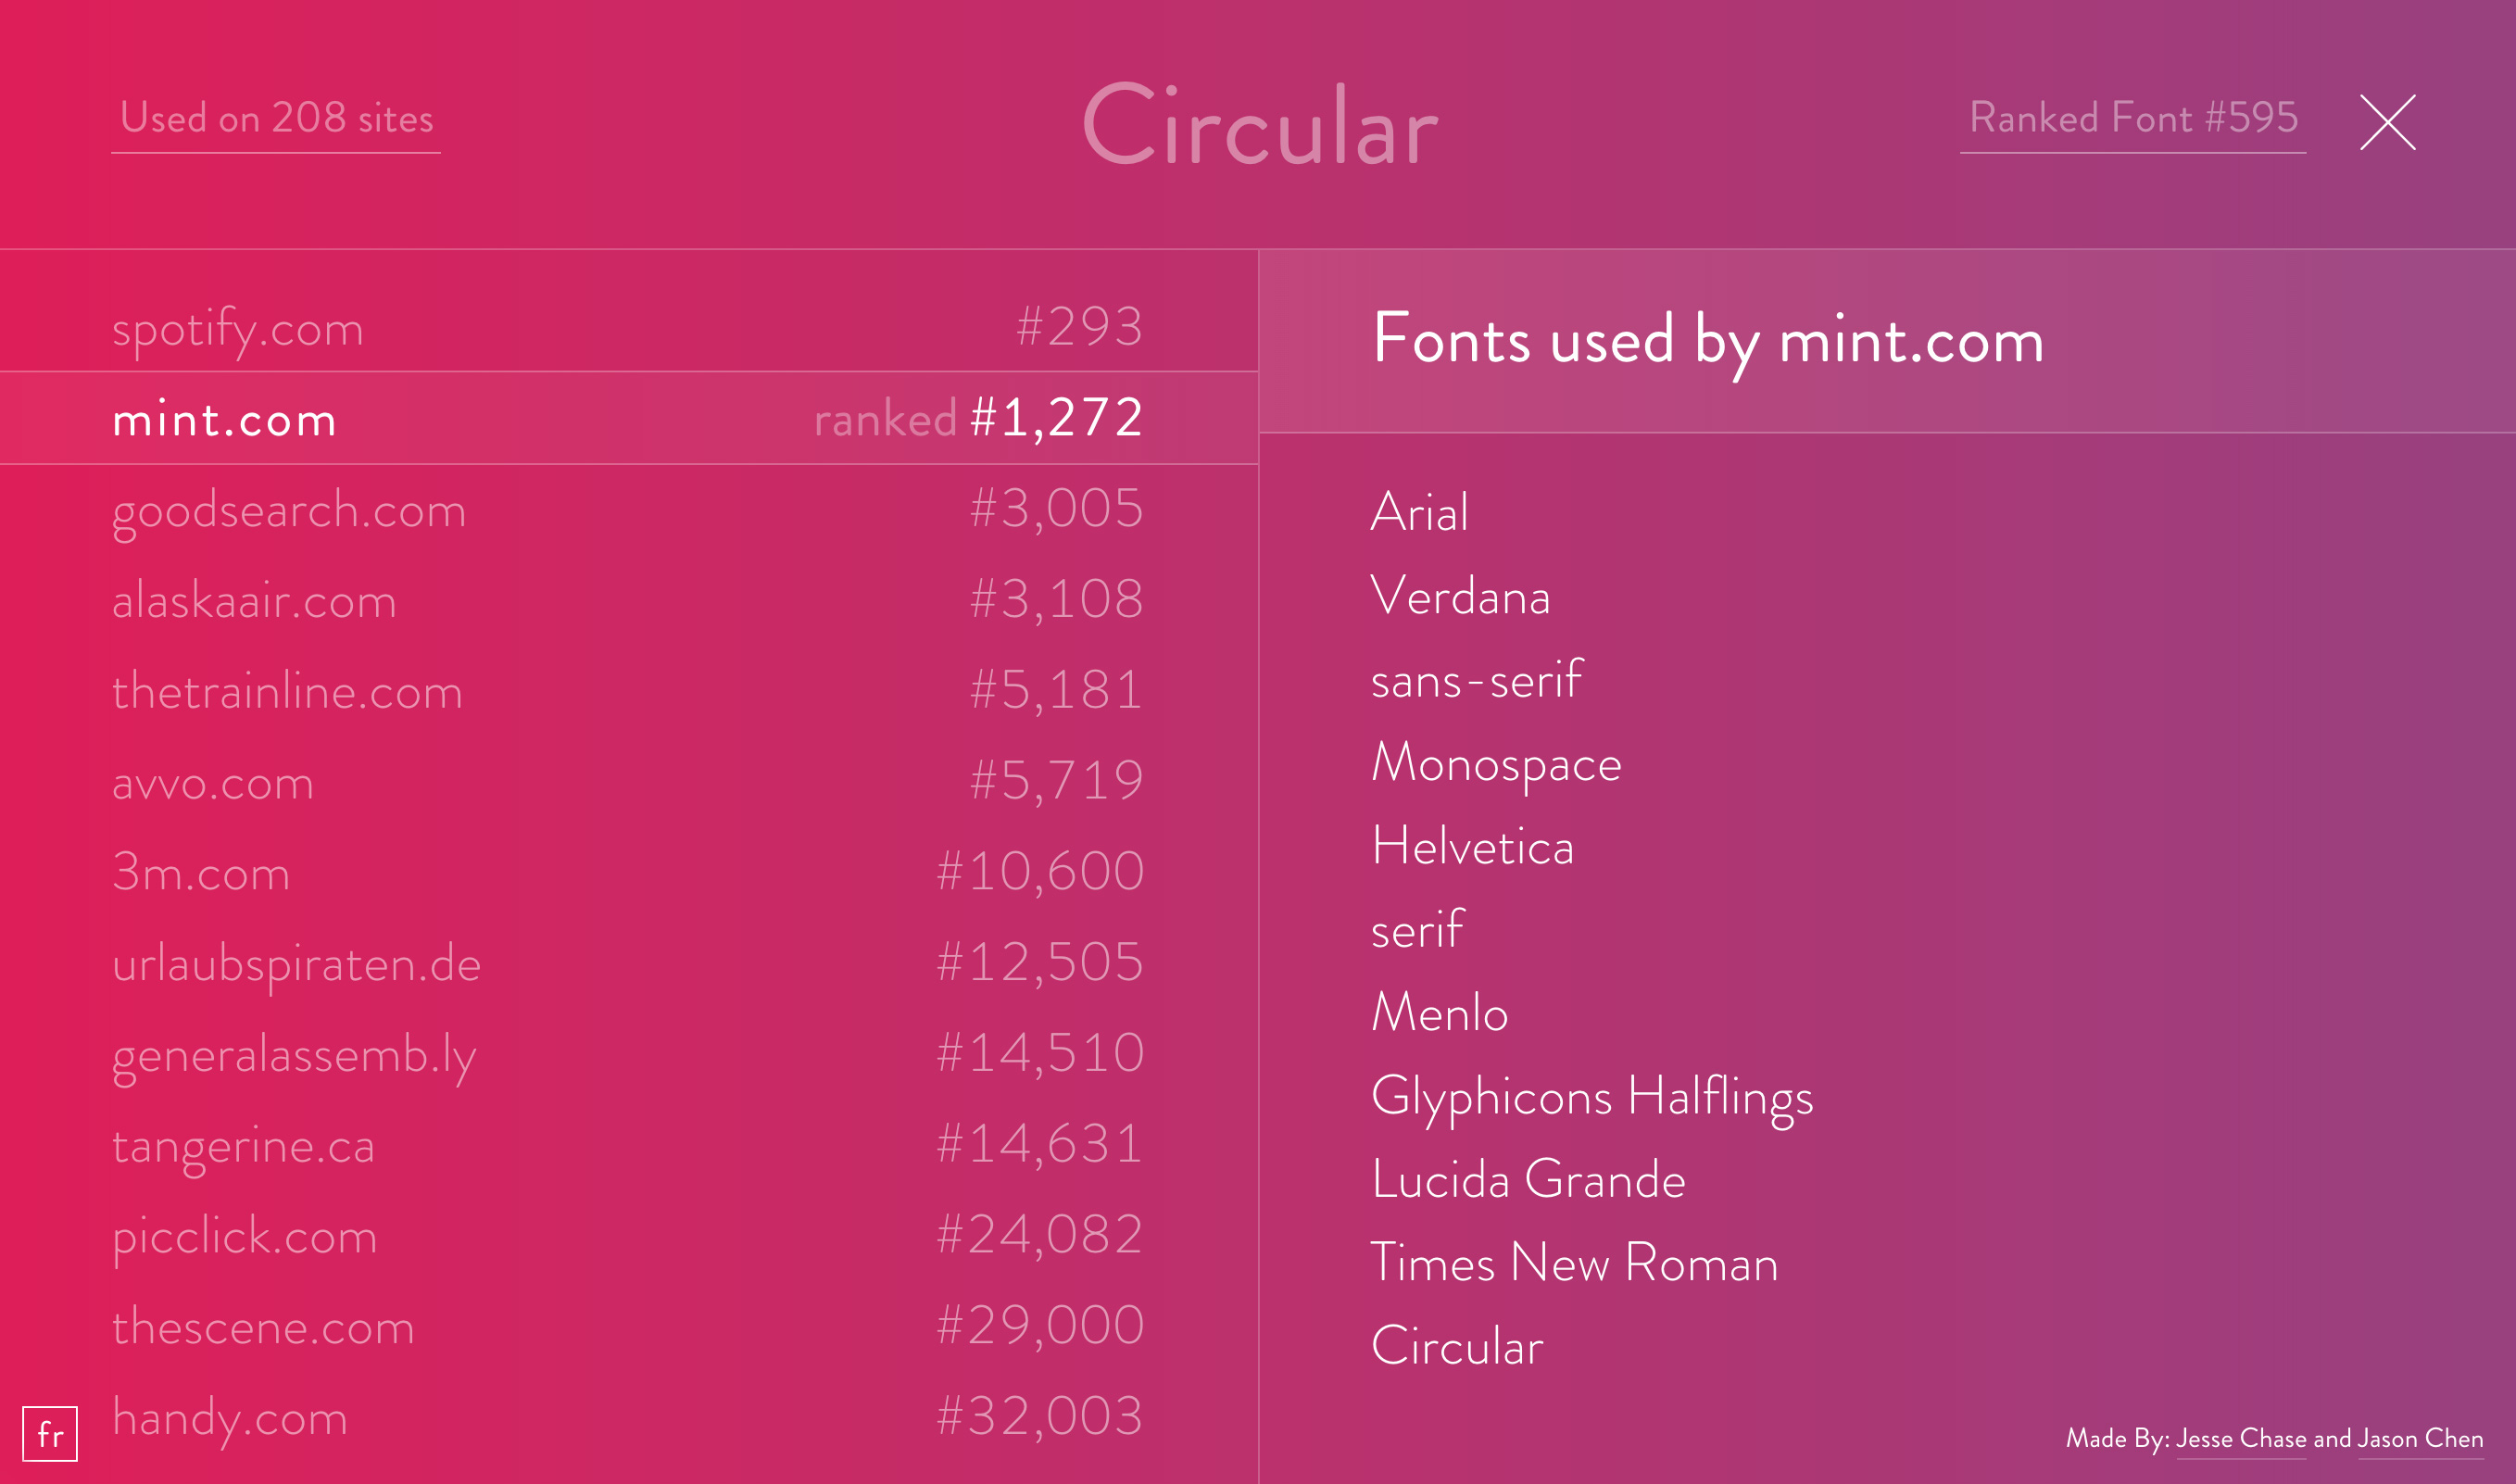 Used on 208 sites
Circular
Ranked Font #595
spotify.com #293
mint.com ranked #1,272
goodsearch.com #3,005
alaskaair.com #3,108
thetrainline.com #5,181
avvo.com #5,719
3m.com #10,600
urlaubspiraten.de #12,505
generalassemb.ly #14,510
tangerine.ca #14,631
picclick.com #24,082
thescene.com #29,000
handy.com #32,003
Fonts used by mint.com
Arial
Verdana
sans-serif
Monospace
Helvetica
serif
Menlo
Glyphicons Halflings
Lucida Grande
Times New Roman
Circular
fr
Made By: Jesse Chase and Jason Chen